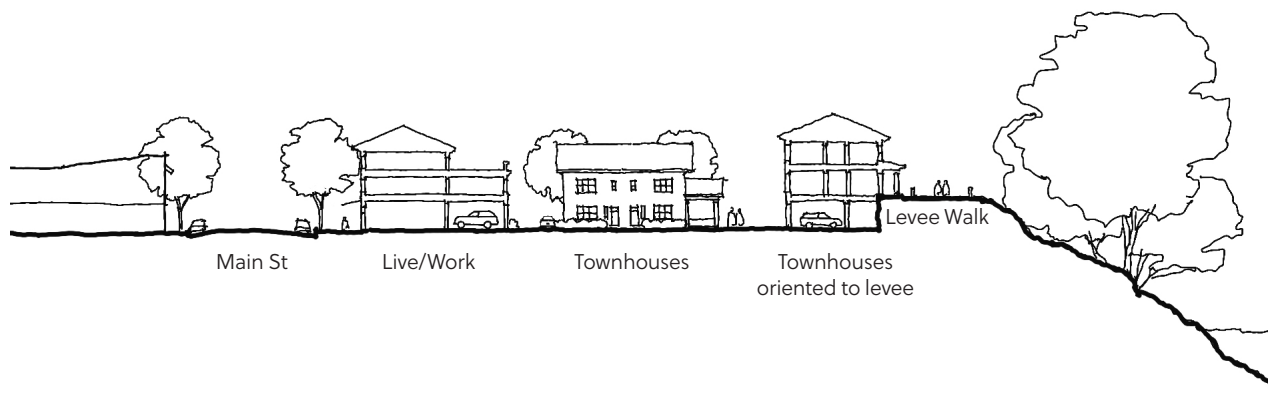 Levee Walk
Main St
Live/Work
Townhouses
Townhouses
oriented to levee